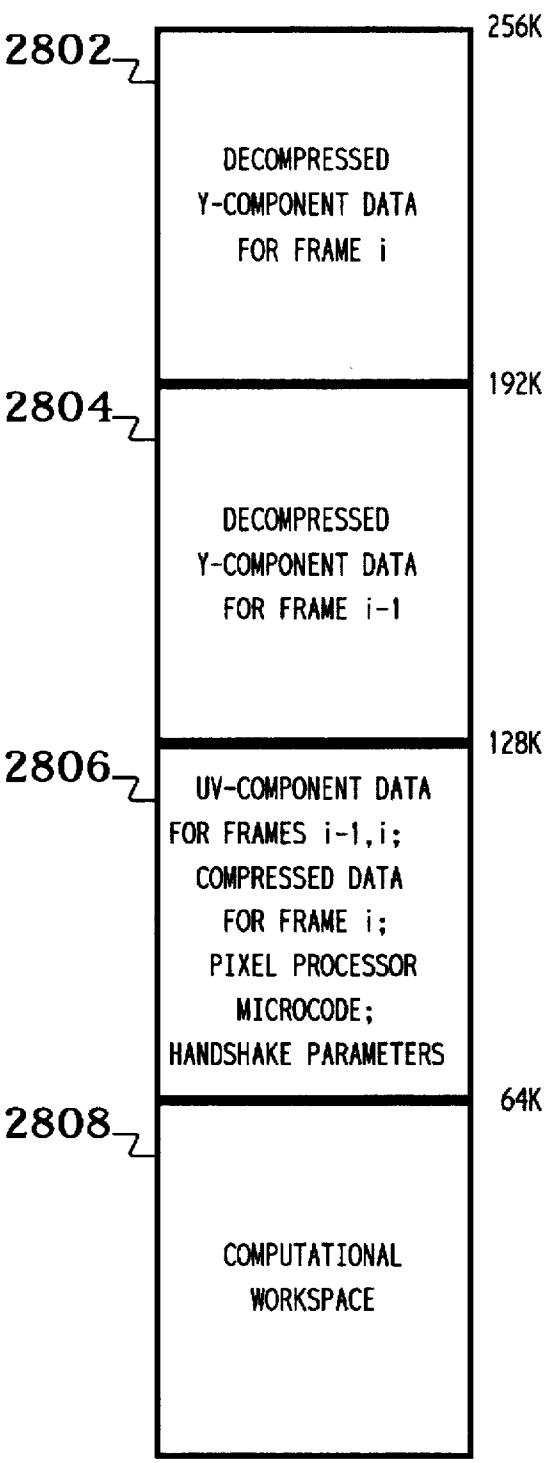 256K
2802
DECOMPRESSED
Y-COMPONENT DATA
FOR FRAME i
192K
2804
DECOMPRESSED
Y-COMPONENT DATA
FOR FRAME i-1
128K
2806
UV-COMPONENT DATA
FOR FRAMES i-1,i;
COMPRESSED DATA
FOR FRAME i;
PIXEL PROCESSOR
MICROCODE;
HANDSHAKE PARAMETERS
64K
2808
COMPUTATIONAL
WORKSPACE